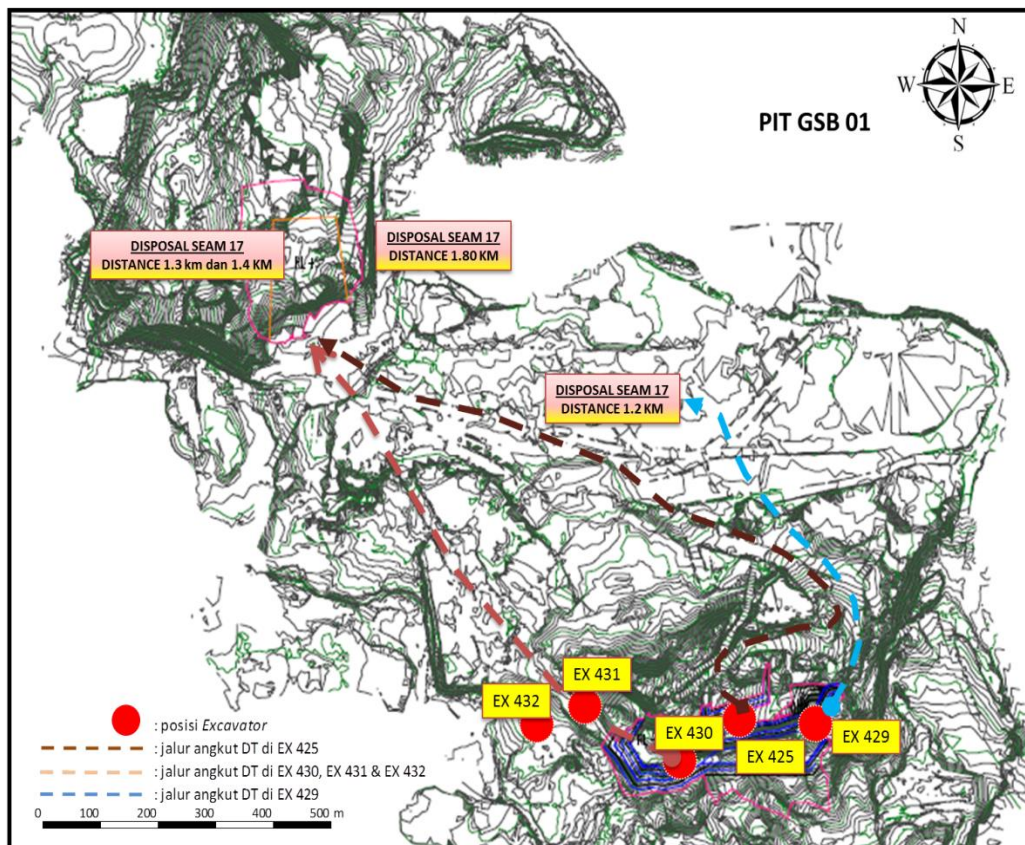 N
W
E
S
PIT GSB 01
DISPOSAL SEAM 17
DISTANCE 1.3 km dan 1.4 KM
DISPOSAL SEAM 17
DISTANCE 1.80 KM
DISPOSAL SEAM 17
DISTANCE 1.2 KM
EX 431
EX 432
EX 430
EX 429
EX 425
: posisi Excavator
: jalur angkut DT di EX 425
: jalur angkut DT di EX 430, EX 431 & EX 432
: jalur angkut DT di EX 429
0 100 200 300 400 500 m